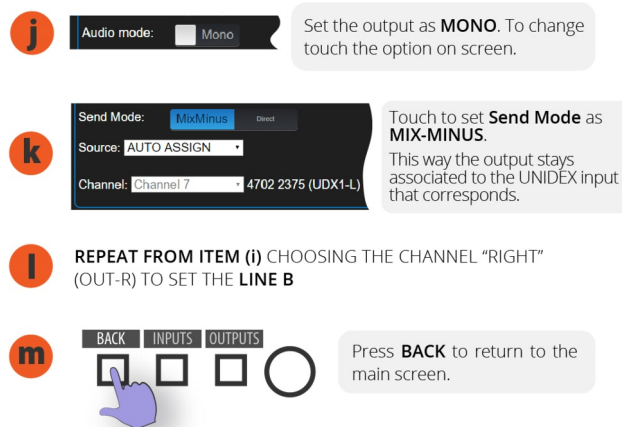 j
Audio mode: Mono
Set the output as MONO. To change
touch the option on screen.
k
Send Mode: MixMinus Direct
Source: AUTO ASSIGN
Channel: Channel 7 4702 2375 (UDX1-L)
Touch to set Send Mode as
MIX-MINUS.
This way the output stays
associated to the UNIDEX input
that corresponds.
l
REPEAT FROM ITEM (i) CHOOSING THE CHANNEL “RIGHT”
(OUT-R) TO SET THE LINE B
m
BACK INPUTS OUTPUTS
Press BACK to return to the
main screen.